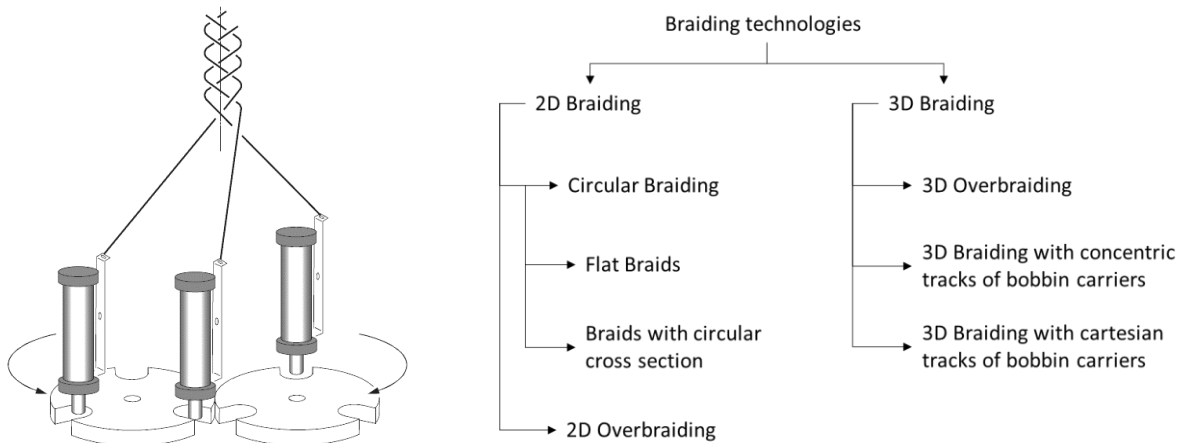 Braiding technologies
2D Braiding
Circular Braiding
Flat Braids
Braids with circular
cross section
2D Overbraiding
3D Braiding
3D Overbraiding
3D Braiding with concentric
tracks of bobbin carriers
3D Braiding with cartesian
tracks of bobbin carriers